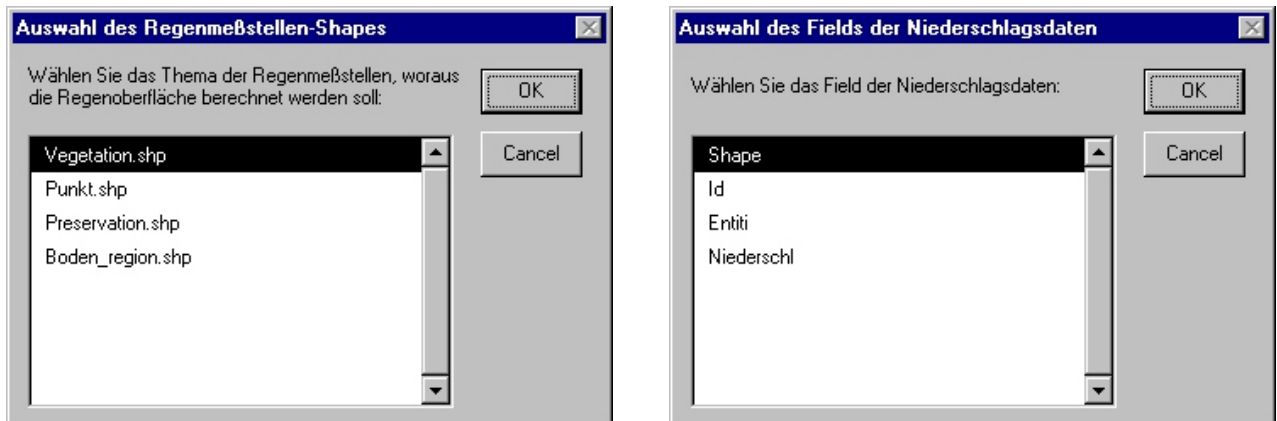 Auswahl des Regenmeßstellen-Shapes
Wählen Sie das Thema der Regenmeßstellen, woraus
die Regenoberfläche berechnet werden soll:
OK
Cancel
Vegetation.shp
Punkt.shp
Preservation.shp
Boden_region.shp
Auswahl des Fields der Niederschlagsdaten
Wählen Sie das Field der Niederschlagsdaten:
OK
Cancel
Shape
Id
Entiti
Niederschl